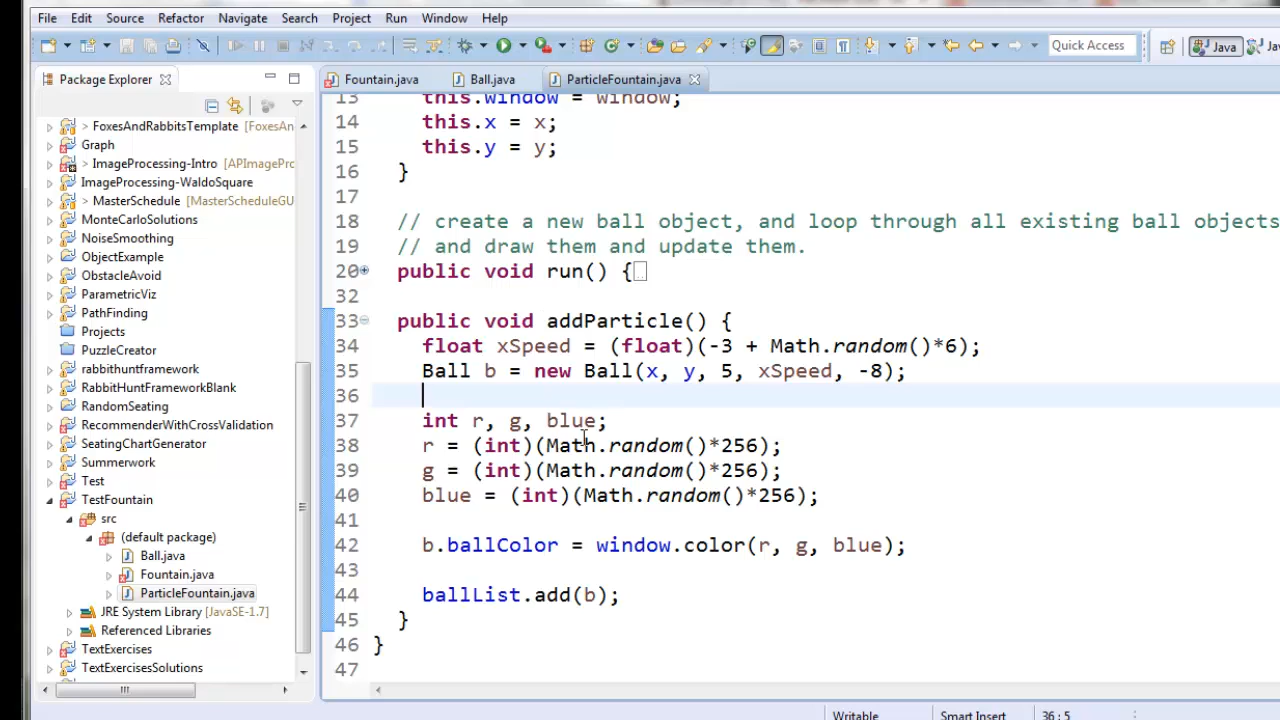 File Edit Source Refactor Navigate Search Project Run Window Help
Quick Access
Java
Package Explorer
Fountain.java
Ball.java
ParticleFountain.java
> FoxesAndRabbitsTemplate [FoxesAn
Graph
> ImageProcessing-Intro [APImagePro
ImageProcessing-WaldoSquare
> MasterSchedule [MasterScheduleGU
MonteCarloSolutions
NoiseSmoothing
ObjectExample
ObstacleAvoid
ParametricViz
PathFinding
Projects
PuzzleCreator
rabbithuntframework
RabbitHuntFrameworkBlank
RandomSeating
RecommenderWithCrossValidation
SeatingChartGenerator
Summerwork
Test
TestFountain
src
(default package)
Ball.java
Fountain.java
ParticleFountain.java
JRE System Library [JavaSE-1.7]
Referenced Libraries
TextExercises
TextExercisesSolutions
13 this.window = window;
14 this.x = x;
15 this.y = y;
16 }
17
18 // create a new ball object, and loop through all existing ball objects
19 // and draw them and update them.
20 public void run() {
32
33 public void addParticle() {
34 float xSpeed = (float)(-3 + Math.random()*6);
35 Ball b = new Ball(x, y, 5, xSpeed, -8);
36
37 int r, g, blue;
38 r = (int)(Math.random()*256);
39 g = (int)(Math.random()*256);
40 blue = (int)(Math.random()*256);
41
42 b.ballColor = window.color(r, g, blue);
43
44 ballList.add(b);
45 }
46 }
47
Writable Smart Insert 36 : 5